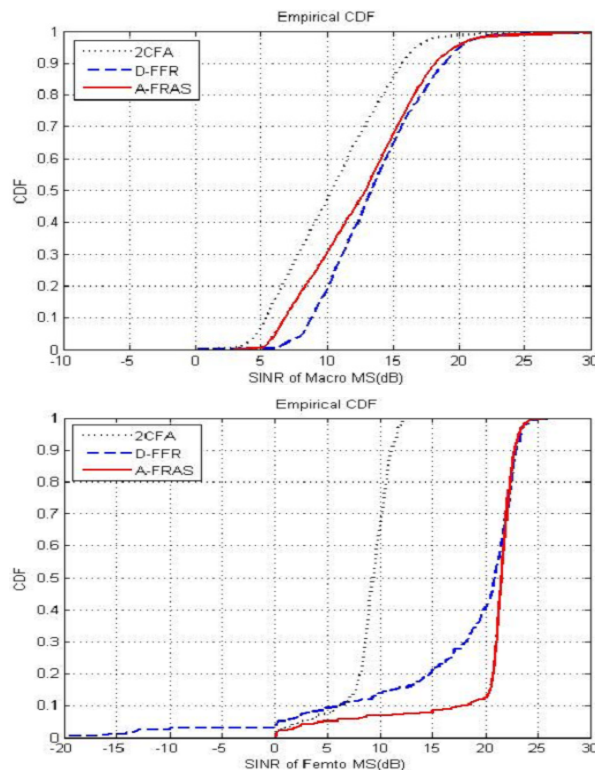 Empirical CDF
2CFA
D-FFR
A-FRAS
1
0.9
0.8
0.7
0.6
0.5
0.4
0.3
0.2
0.1
0
CDF
-10 -5 0 5 10 15 20 25 30
SINR of Macro MS(dB)
Empirical CDF
2CFA
D-FFR
A-FRAS
1
0.9
0.8
0.7
0.6
0.5
0.4
0.3
0.2
0.1
0
CDF
-20 -15 -10 -5 0 5 10 15 20 25 30
SINR of Femto MS(dB)